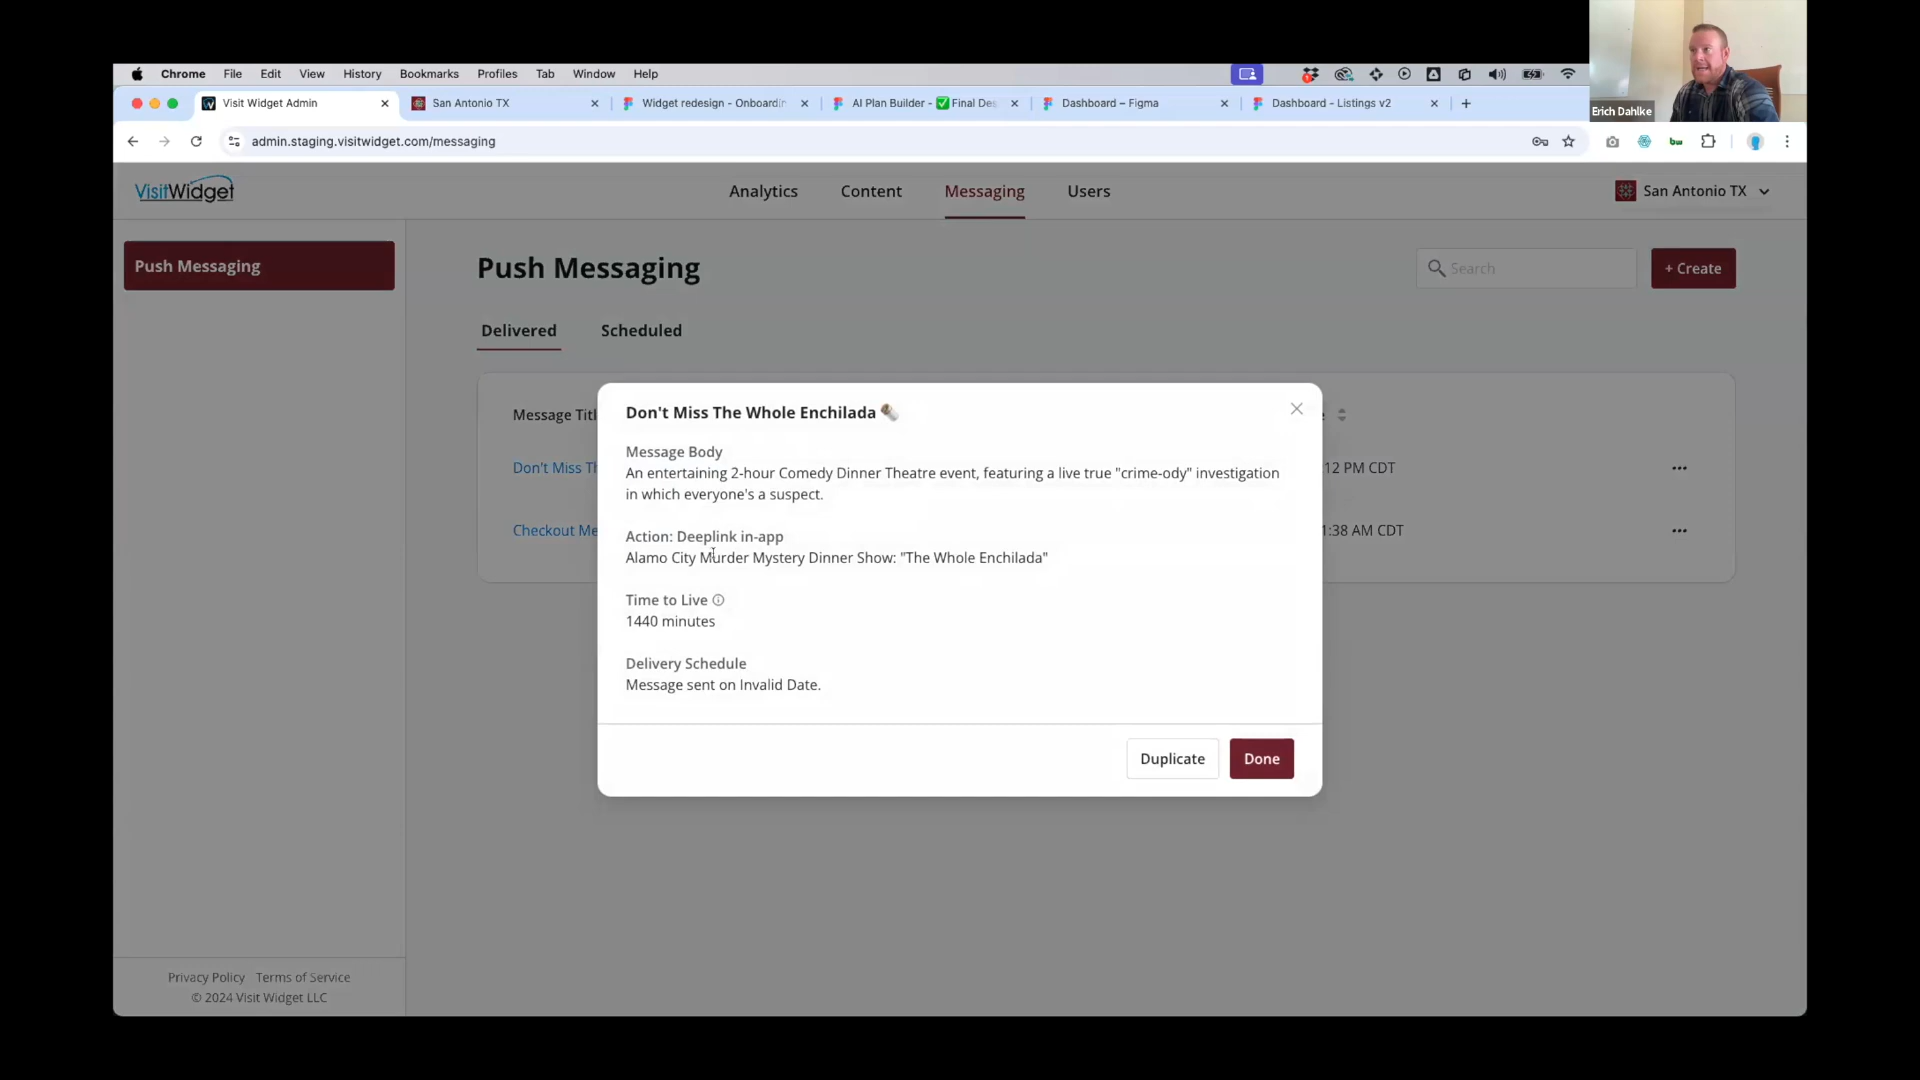 Chrome File Edit View History Bookmarks Profiles Tab Window Help
Visit Widget Admin
San Antonio TX
Widget redesign - Onboardin
AI Plan Builder - ✅ Final Des
Dashboard – Figma
Dashboard - Listings v2
Erich Dahlke
admin.staging.visitwidget.com/messaging
VisitWidget
Analytics
Content
Messaging
Users
San Antonio TX
Push Messaging
Push Messaging
Search
+ Create
Delivered
Scheduled
Message Titl
Don't Miss Th
12 PM CDT
Checkout Me
1:38 AM CDT
Don't Miss The Whole Enchilada 🌯
Message Body
An entertaining 2-hour Comedy Dinner Theatre event, featuring a live true "crime-ody" investigation
in which everyone's a suspect.
Action: Deeplink in-app
Alamo City Murder Mystery Dinner Show: "The Whole Enchilada"
Time to Live
1440 minutes
Delivery Schedule
Message sent on Invalid Date.
Duplicate
Done
Privacy Policy Terms of Service
© 2024 Visit Widget LLC